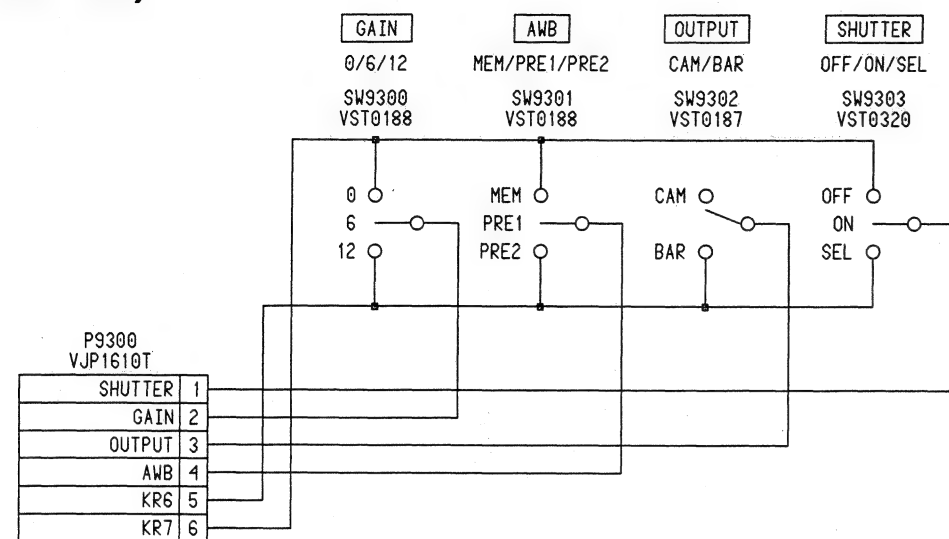 GAIN AWB OUTPUT SHUTTER
0/6/12 MEM/PRE1/PRE2 CAM/BAR OFF/ON/SEL
SW9300 SW9301 SW9302 SW9303
VST0188 VST0188 VST0187 VST0320
0 MEM CAM OFF
6 PRE1 ON
12 PRE2 BAR SEL
P9300
VJP1610T
SHUTTER 1
GAIN 2
OUTPUT 3
AWB 4
KR6 5
KR7 6